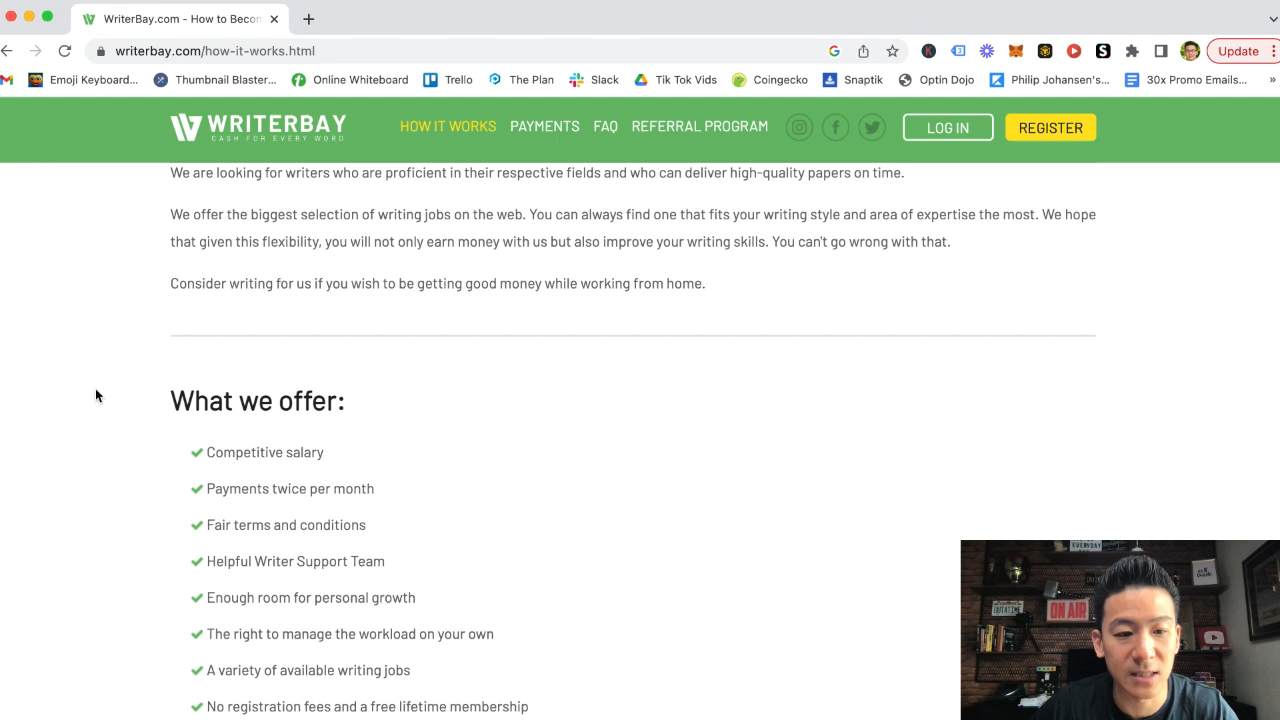 WriterBay.com - How to Becom
writerbay.com/how-it-works.html
Update
Emoji Keyboard... Thumbnail Blaster... Online Whiteboard Trello The Plan Slack Tik Tok Vids Coingecko Snaptik Optin Dojo Philip Johansen's... 30x Promo Emails... »
WRITERBAY
CASH FOR EVERY WORD
HOW IT WORKS PAYMENTS FAQ REFERRAL PROGRAM LOG IN REGISTER
We are looking for writers who are proficient in their respective fields and who can deliver high-quality papers on time.
We offer the biggest selection of writing jobs on the web. You can always find one that fits your writing style and area of expertise the most. We hope
that given this flexibility, you will not only earn money with us but also improve your writing skills. You can't go wrong with that.
Consider writing for us if you wish to be getting good money while working from home.
What we offer:
Competitive salary
Payments twice per month
Fair terms and conditions
Helpful Writer Support Team
Enough room for personal growth
The right to manage the workload on your own
A variety of available writing jobs
No registration fees and a free lifetime membership
EVERYDAY
OUTATIME
ON AIR